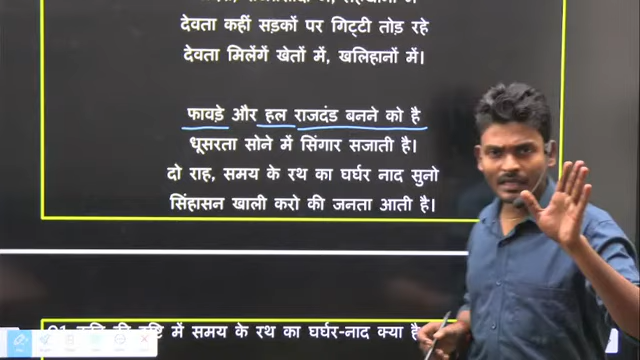 देवता कहीं सड़कों पर गिट्टी तोड़ रहे
देवता मिलेंगें खेतों में, खलिहानों में।
फावड़े और हल राजदंड बनने को है
धूसरता सोने में सिंगार सजाती है।
दो राह, समय के रथ का घर्घर नाद सुनो
सिंहासन खाली करो की जनता आती है।
में समय के रथ का घर्घर-नाद क्या है